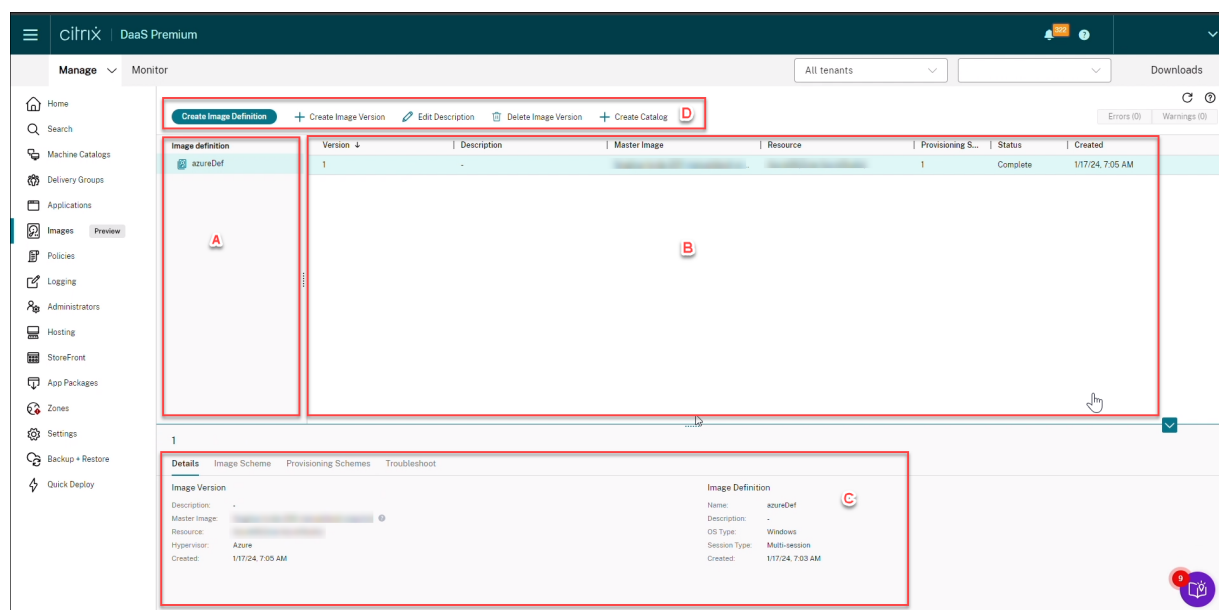 citrix | DaaS Premium
322
Manage
Monitor
All tenants
Downloads
Home
Search
Machine Catalogs
Delivery Groups
Applications
Images
Preview
Policies
Logging
Administrators
Hosting
StoreFront
App Packages
Zones
Settings
Backup + Restore
Quick Deploy
Create Image Definition
Create Image Version
Edit Description
Delete Image Version
Create Catalog
D
Errors (0)
Warnings (0)
Image definition
Version ↓ | Description | Master Image | Resource | Provisioning S... | Status | Created
azureDef
1 - 1 Complete 1/17/24, 7:05 AM
A
B
1
Details Image Scheme Provisioning Schemes Troubleshoot
Image Version
Description: -
Master Image:
Resource:
Hypervisor: Azure
Created: 1/17/24, 7:05 AM
Image Definition
Name: azureDef
Description: -
OS Type: Windows
Session Type: Multi-session
Created: 1/17/24, 7:03 AM
C
9